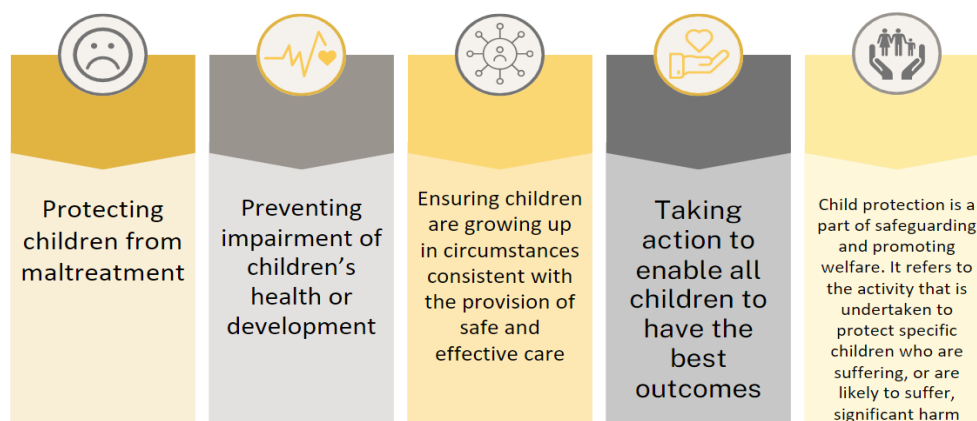 Protecting
children from
maltreatment
Preventing
impairment of
children's
health or
development
Ensuring children
are growing up
in circumstances
consistent with
the provision of
safe and
effective care
Taking
action to
enable all
children to
have the
best
outcomes
Child protection is a
part of safeguarding
and promoting
welfare. It refers to
the activity that is
undertaken to
protect specific
children who are
suffering, or are
likely to suffer,
significant harm